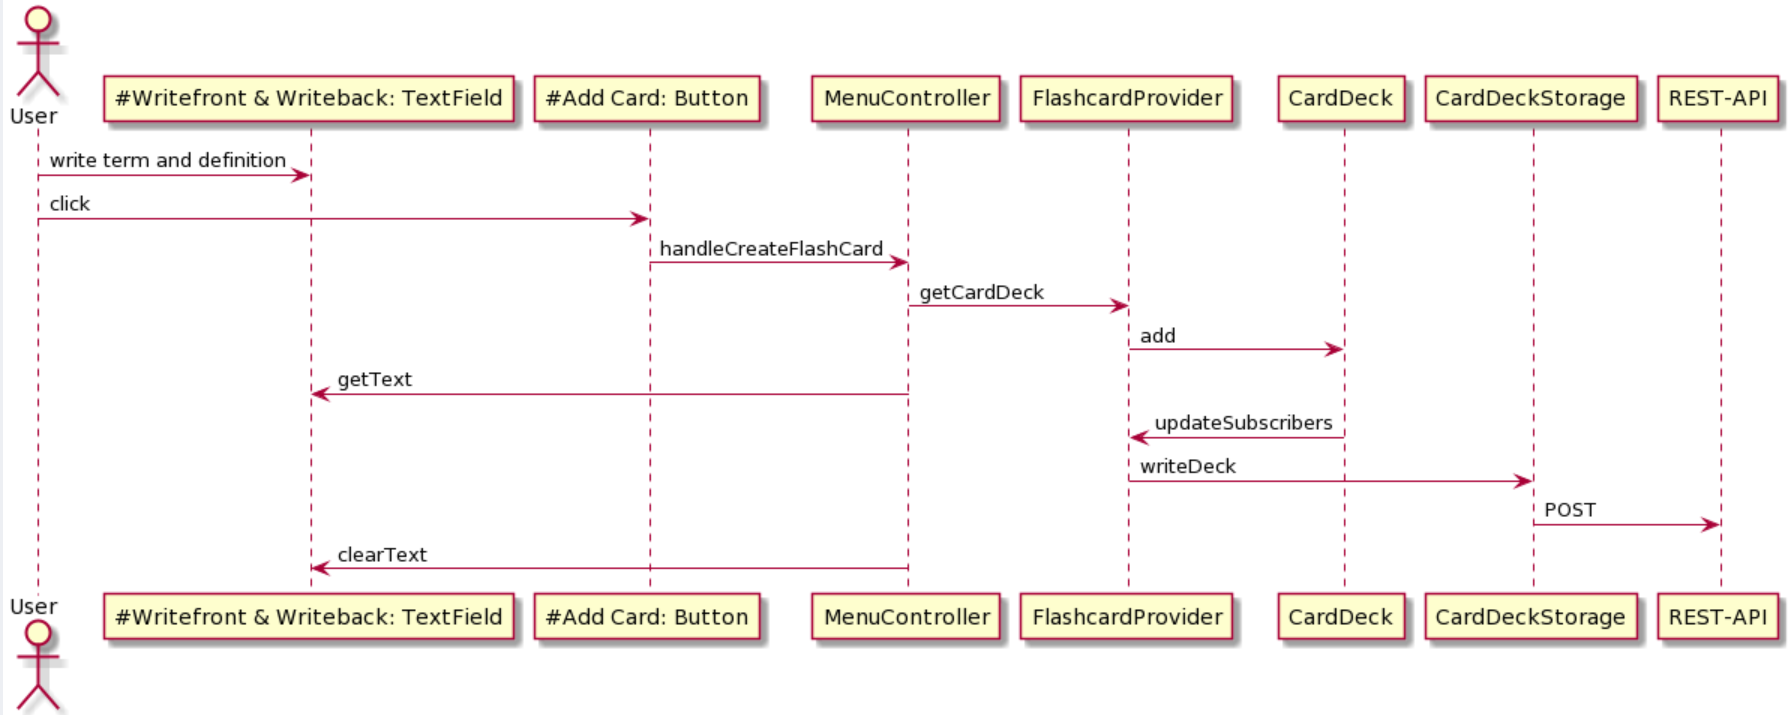 User
#Writefront & Writeback: TextField
#Add Card: Button
MenuController
FlashcardProvider
CardDeck
CardDeckStorage
REST-API
write term and definition
click
handleCreateFlashCard
getCardDeck
add
getText
updateSubscribers
writeDeck
POST
clearText
User
#Writefront & Writeback: TextField
#Add Card: Button
MenuController
FlashcardProvider
CardDeck
CardDeckStorage
REST-API